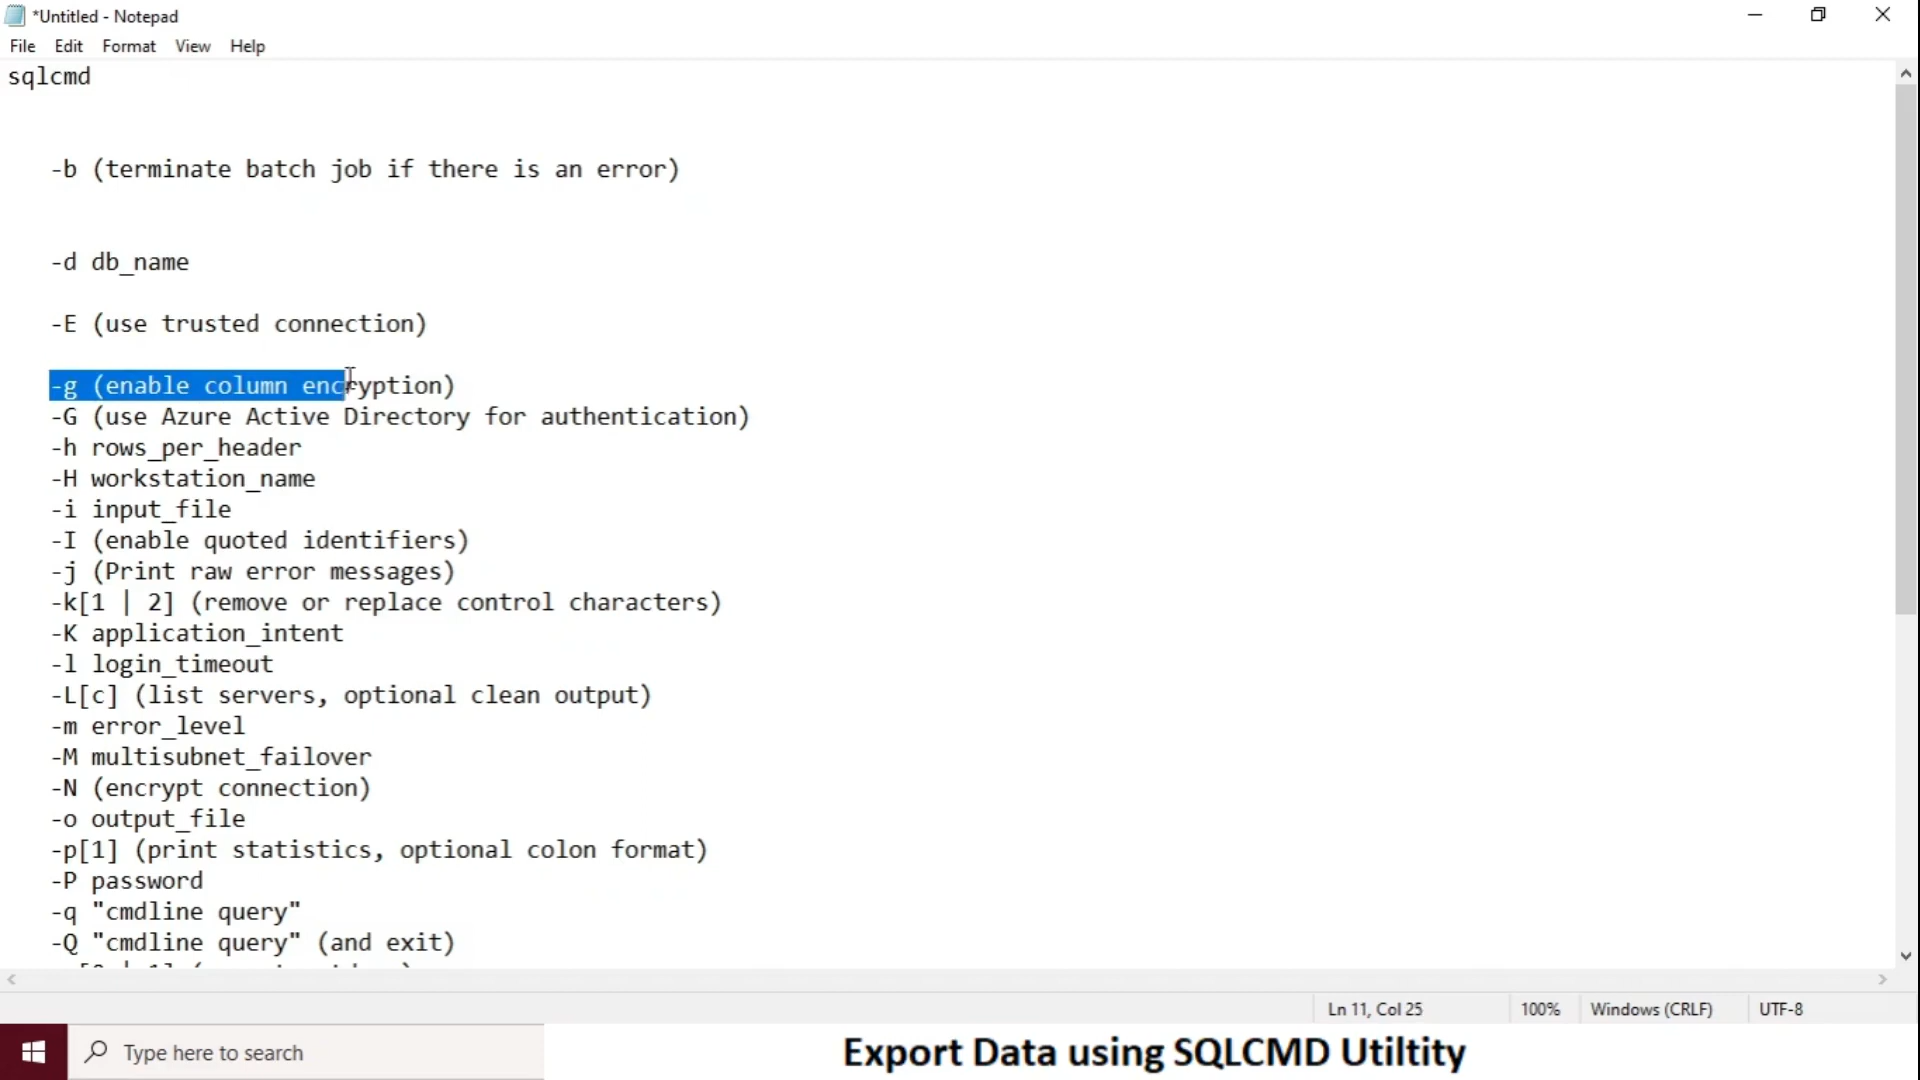 *Untitled - Notepad
File Edit Format View Help
sqlcmd
-b (terminate batch job if there is an error)
-d db_name
-E (use trusted connection)
-g (enable column encryption)
-G (use Azure Active Directory for authentication)
-h rows_per_header
-H workstation_name
-i input_file
-I (enable quoted identifiers)
-j (Print raw error messages)
-k[1 | 2] (remove or replace control characters)
-K application_intent
-l login_timeout
-L[c] (list servers, optional clean output)
-m error_level
-M multisubnet_failover
-N (encrypt connection)
-o output_file
-p[1] (print statistics, optional colon format)
-P password
-q "cmdline query"
-Q "cmdline query" (and exit)
Ln 11, Col 25 100% Windows (CRLF) UTF-8
Type here to search
Export Data using SQLCMD Utiltity